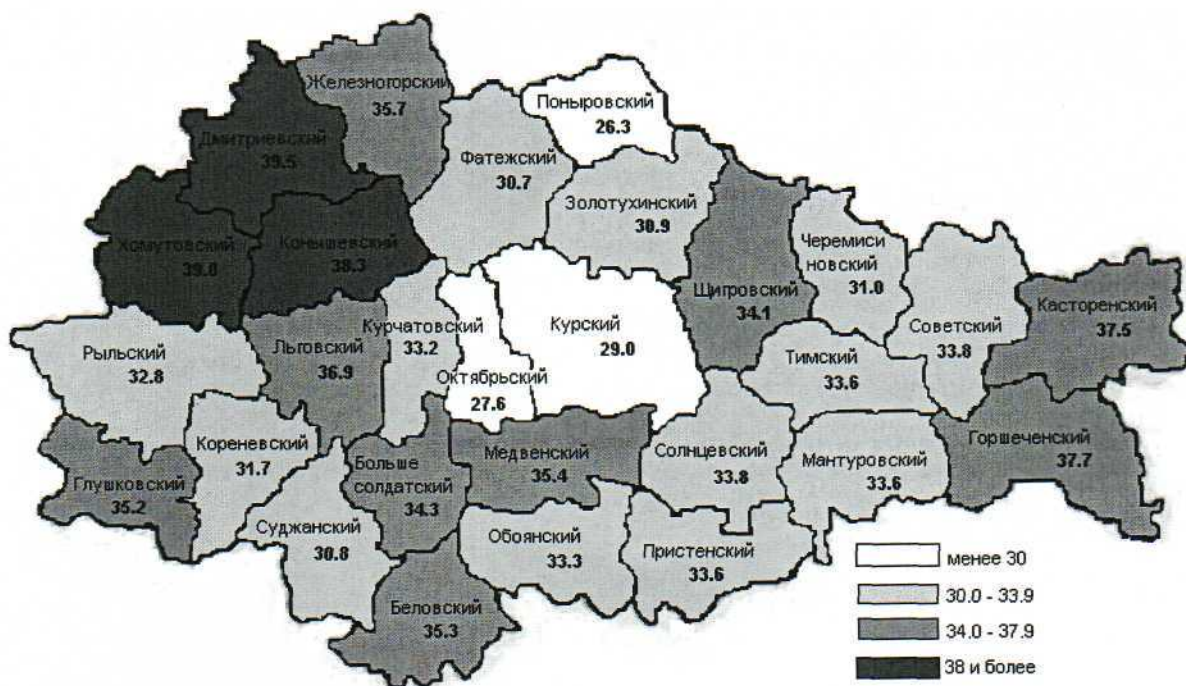 Железногорский
35.7
Поныровский
26.3
Дмитриевский
39.5
Фатежский
30.7
Золотухинский
30.9
Хомутовский
39.0
Конышевский
38.3
Черемиси
новский
31.0
Щигровский
34.1
Касторенский
37.5
Курчатовский
33.2
Курский
29.0
Советский
33.8
Рыльский
32.8
Льговский
36.9
Тимский
33.6
Октябрьский
27.6
Кореневский
31.7
Горшеченский
37.7
Медвенский
35.4
Солнцевский
33.8
Мантуровский
33.6
Больше
солдатский
34.3
Глушковский
35.2
Суджанский
30.8
Обоянский
33.3
Пристенский
33.6
Беловский
35.3
менее 30
30.0 - 33.9
34.0 - 37.9
38 и более